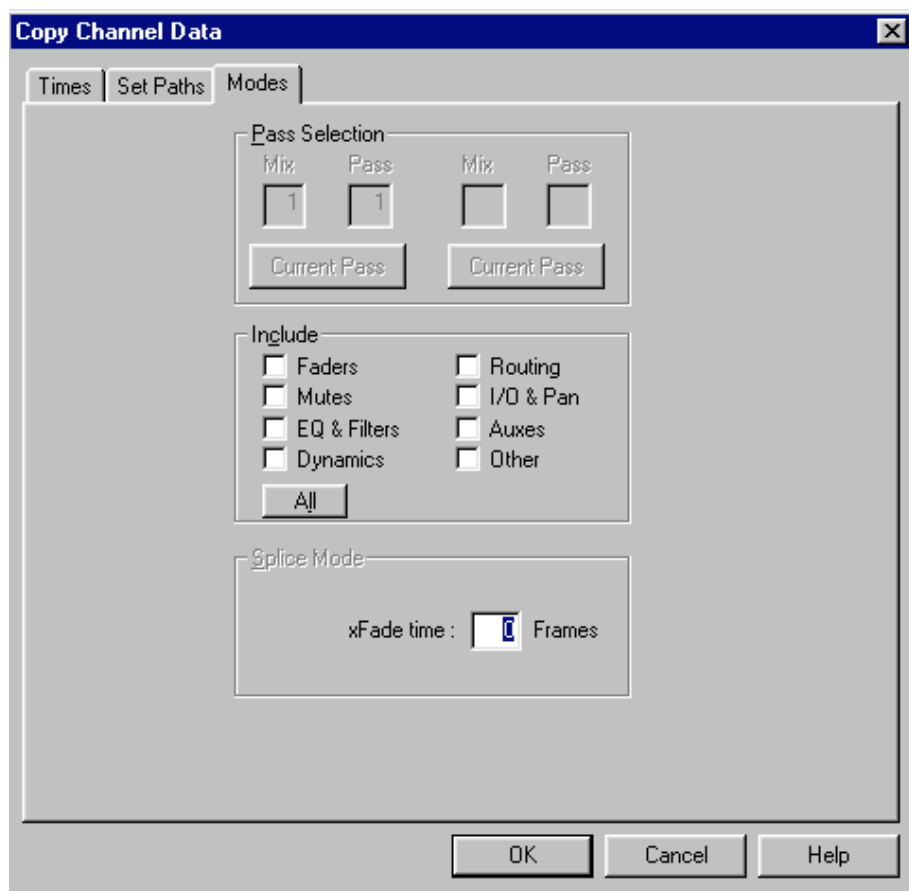 Copy Channel Data
Times Set Paths Modes
Pass Selection
Mix Pass Mix Pass
1 1
Current Pass Current Pass
Include
Faders Routing
Mutes I/O & Pan
EQ & Filters Auxes
Dynamics Other
All
Splice Mode
xFade time : 0 Frames
OK Cancel Help